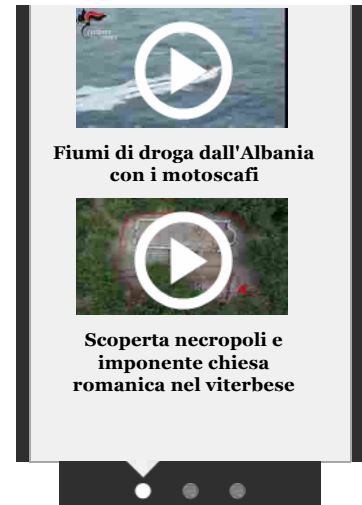 Fiumi di droga dall'Albania
con i motoscafi
Scoperta necropoli e
imponente chiesa
romanica nel viterbese